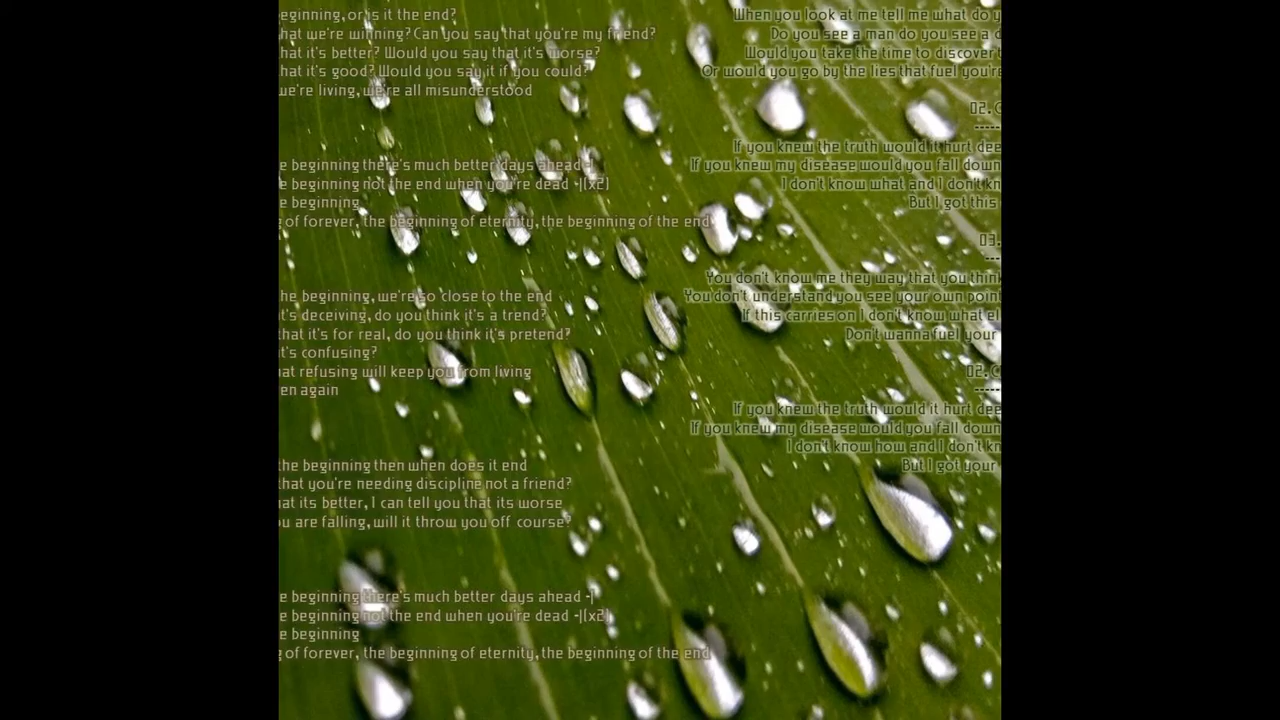 eginning, or is it the end?
hat we're winning? Can you say that you're my friend?
hat it's better? Would you say that it's worse?
hat it's good? Would you say it if you could?
we're living, we're all misunderstood
e beginning there's much better days ahead -|
e beginning not the end when you're dead -|(x2)
e beginning
g of forever, the beginning of eternity, the beginning of the end
he beginning, we're so close to the end
t's deceiving, do you think it's a trend?
that it's for real, do you think it's pretend?
it's confusing?
hat refusing will keep you from living
en again
the beginning then when does it end
that you're needing discipline not a friend?
hat its better, I can tell you that its worse
ou are falling, will it throw you off course?
e beginning there's much better days ahead -|
e beginning not the end when you're dead -|(x2)
e beginning
g of forever, the beginning of eternity, the beginning of the end
When you look at me tell me what do y
Do you see a man do you see a c
Would you take the time to discover t
Or would you go by the lies that fuel you're
02. C
-----
If you knew the truth would it hurt dee
If you knew my disease would you fall down
I don't know what and I don't kn
But I got this
03.
---
You don't know me they way that you think
You don't understand you see your own point
If this carries on I don't know what el
Don't wanna fuel your
02. C
-----
If you knew the truth would it hurt dee
If you knew my disease would you fall down
I don't know how and I don't kn
But I got your